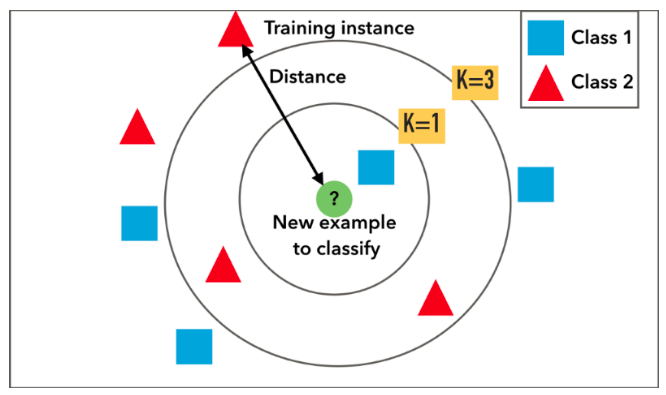 Training instance
Class 1
Distance
K=3
Class 2
K=1
?
New example
to classify